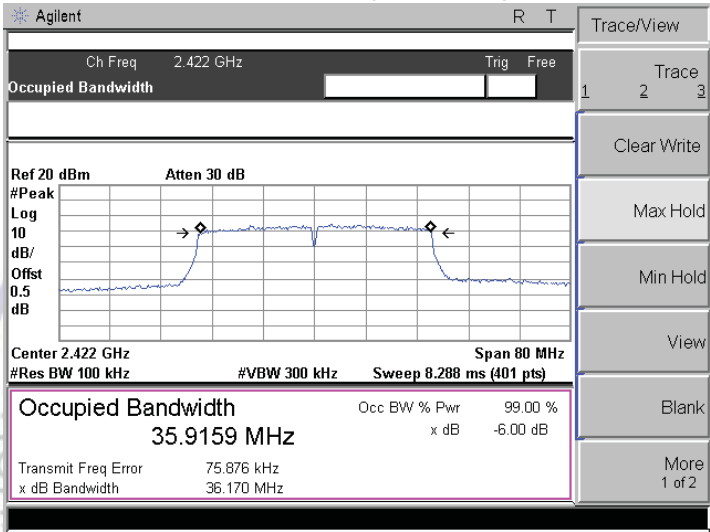 Agilent R T
Ch Freq 2.422 GHz Trig Free
Occupied Bandwidth
Ref 20 dBm Atten 30 dB
#Peak
Log
10
dB/
Offst
0.5
dB
Center 2.422 GHz Span 80 MHz
#Res BW 100 kHz #VBW 300 kHz Sweep 8.288 ms (401 pts)
Occupied Bandwidth
35.9159 MHz
Occ BW % Pwr 99.00 %
x dB -6.00 dB
Transmit Freq Error 75.876 kHz
x dB Bandwidth 36.170 MHz
Trace/View
Trace
1 2 3
Clear Write
Max Hold
Min Hold
View
Blank
More
1 of 2